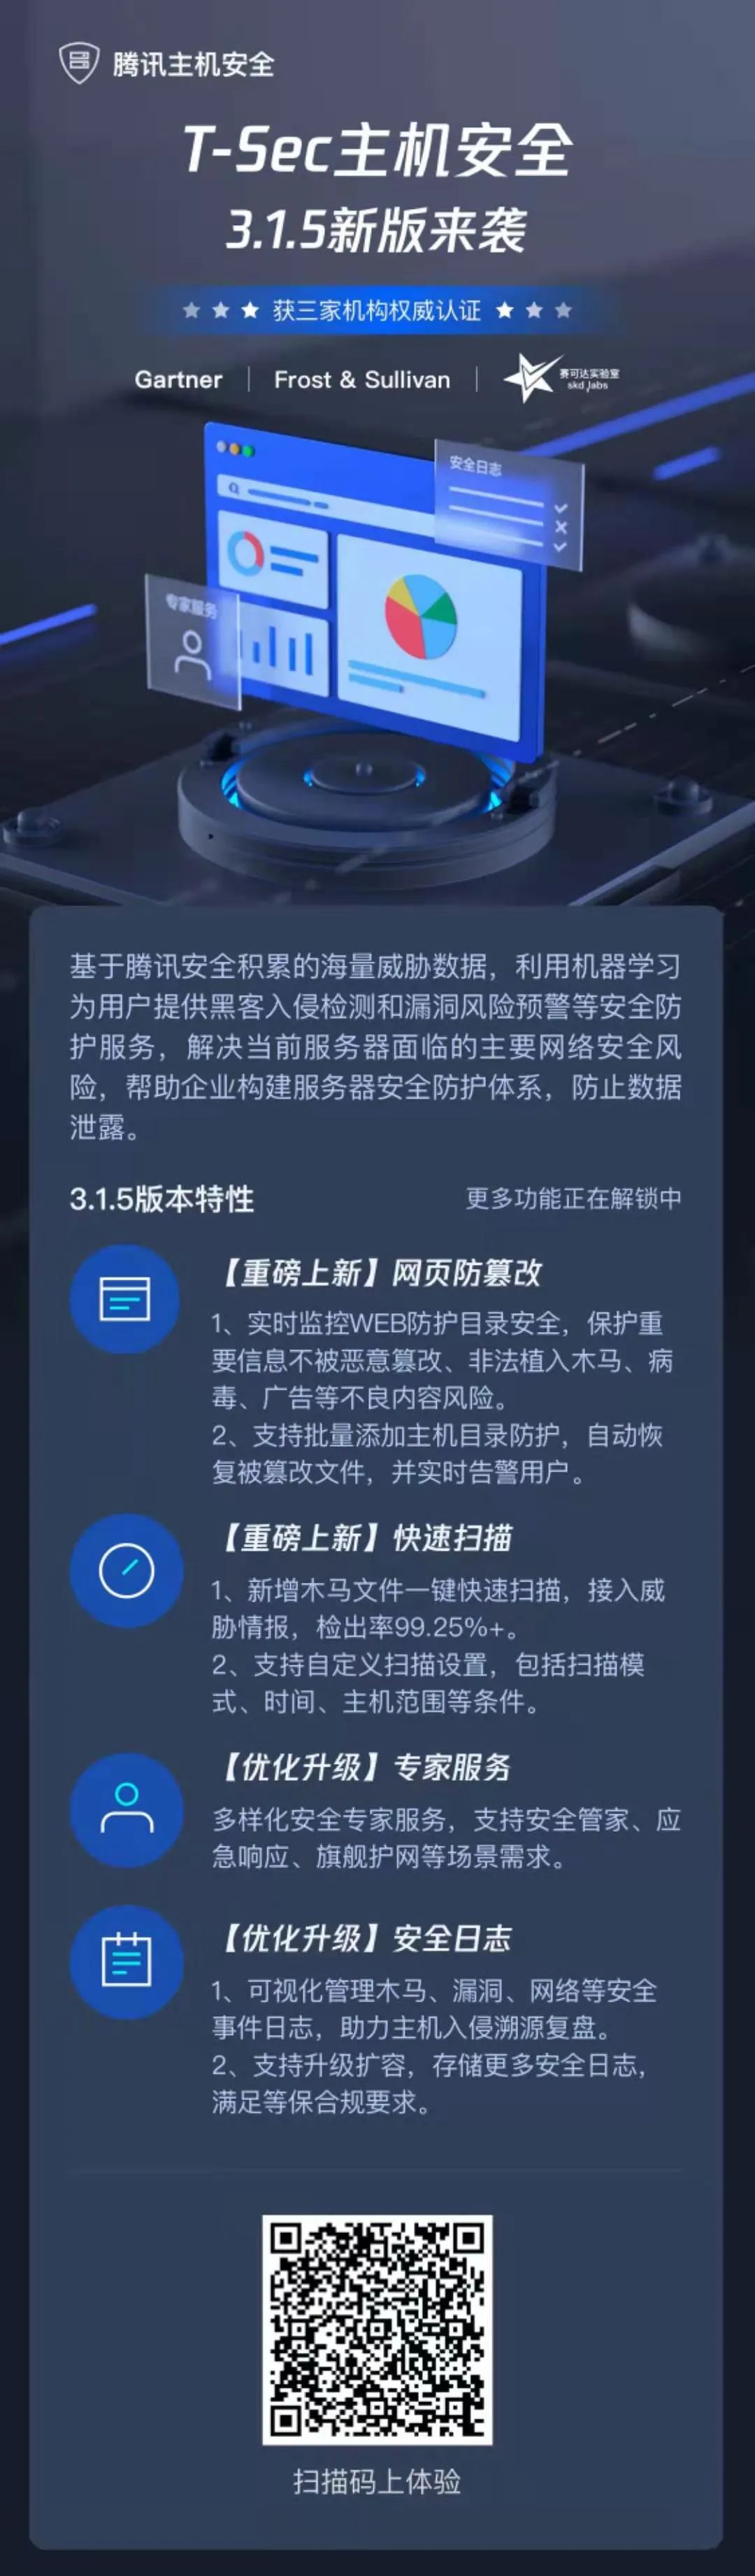 腾讯主机安全
T-Sec主机安全
3.1.5新版来袭
获三家机构权威认证
Gartner
Frost & Sullivan
赛可达实验室
skd labs
安全日志
专家服务
基于腾讯安全积累的海量威胁数据，利用机器学习
为用户提供黑客入侵检测和漏洞风险预警等安全防
护服务，解决当前服务器面临的主要网络安全风
险，帮助企业构建服务器安全防护体系，防止数据
泄露。
3.1.5版本特性
更多功能正在解锁中
【重磅上新】网页防篡改
1、实时监控WEB防护目录安全，保护重
要信息不被恶意篡改、非法植入木马、病
毒、广告等不良内容风险。
2、支持批量添加主机目录防护，自动恢
复被篡改文件，并实时告警用户。
【重磅上新】快速扫描
1、新增木马文件一键快速扫描，接入威
胁情报，检出率99.25%+。
2、支持自定义扫描设置，包括扫描模
式、时间、主机范围等条件。
【优化升级】专家服务
多样化安全专家服务，支持安全管家、应
急响应、旗舰护网等场景需求。
【优化升级】安全日志
1、可视化管理木马、漏洞、网络等安全
事件日志，助力主机入侵溯源复盘。
2、支持升级扩容，存储更多安全日志，
满足等保合规要求。
扫描码上体验